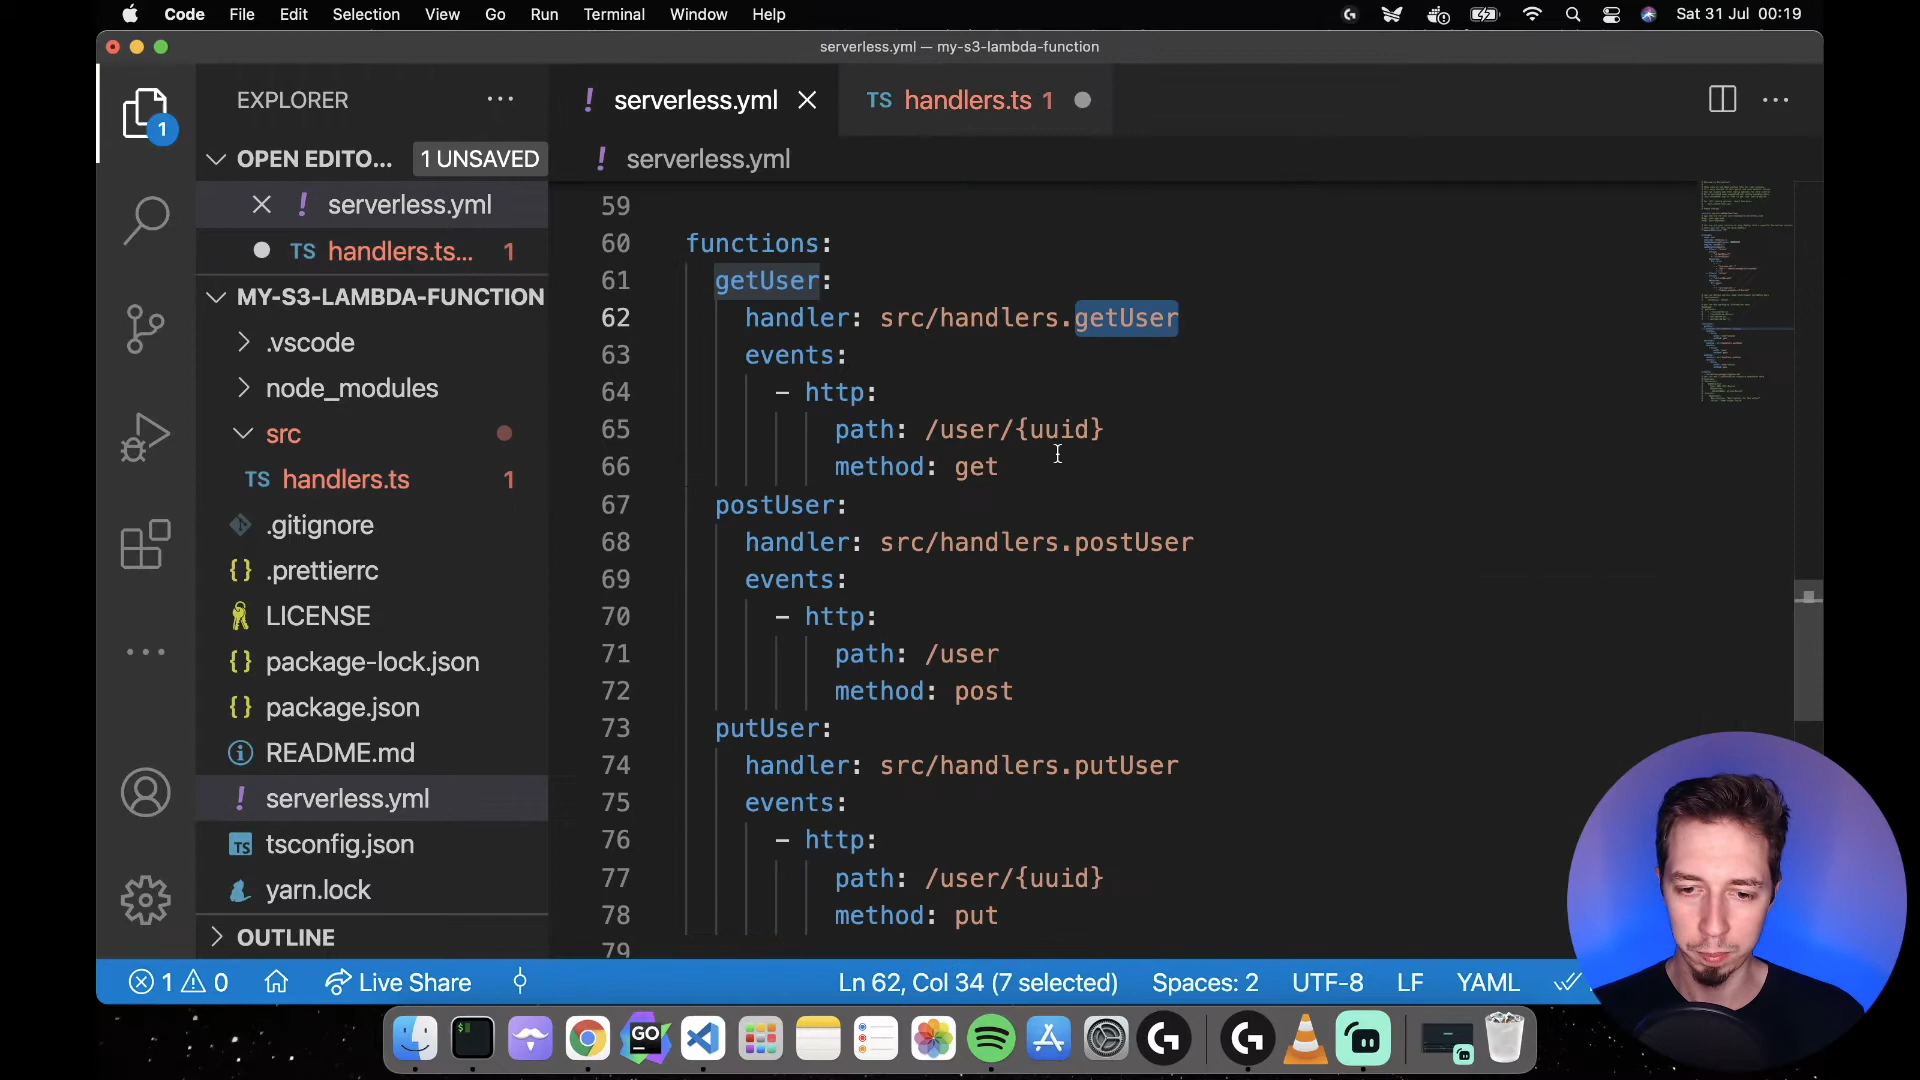 Code File Edit Selection View Go Run Terminal Window Help Sat 31 Jul 00:19
serverless.yml — my-s3-lambda-function
EXPLORER
! serverless.yml
TS handlers.ts 1
OPEN EDITO... 1 UNSAVED
! serverless.yml
! serverless.yml
TS handlers.ts... 1
MY-S3-LAMBDA-FUNCTION
.vscode
node_modules
src
TS handlers.ts 1
.gitignore
{} .prettierrc
LICENSE
{} package-lock.json
{} package.json
README.md
! serverless.yml
TS tsconfig.json
yarn.lock
OUTLINE
1
59
60 functions:
61 getUser:
62 handler: src/handlers.getUser
63 events:
64 - http:
65 path: /user/{uuid}
66 method: get
67 postUser:
68 handler: src/handlers.postUser
69 events:
70 - http:
71 path: /user
72 method: post
73 putUser:
74 handler: src/handlers.putUser
75 events:
76 - http:
77 path: /user/{uuid}
78 method: put
79
1 0 Live Share Ln 62, Col 34 (7 selected) Spaces: 2 UTF-8 LF YAML
GO